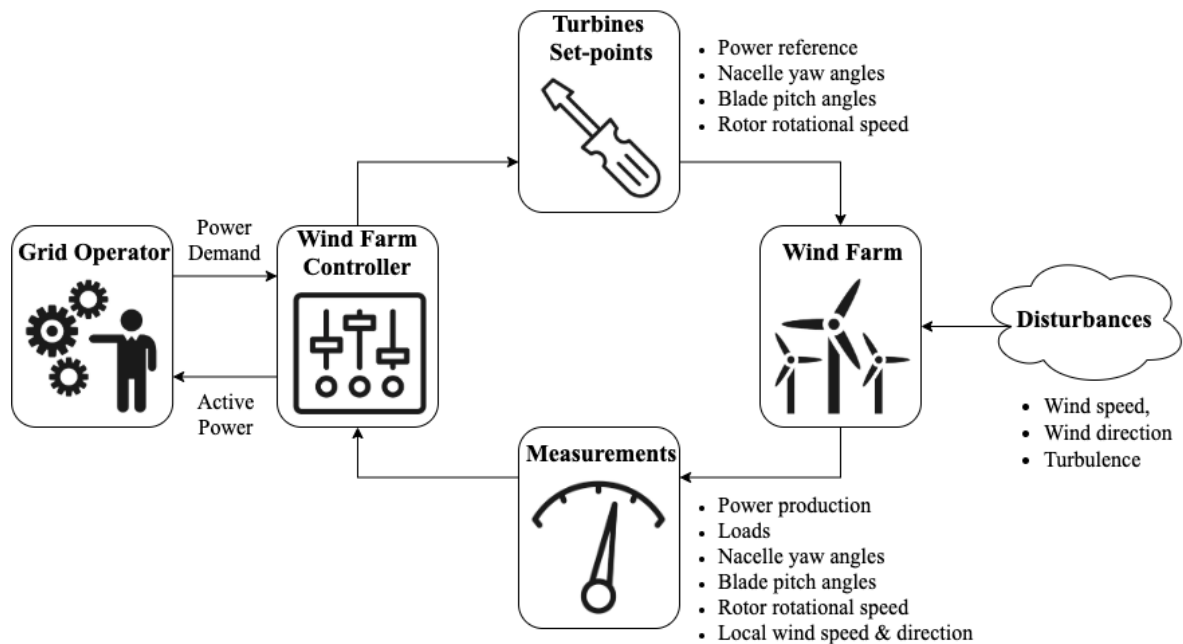 Turbines
Set-points
• Power reference
• Nacelle yaw angles
• Blade pitch angles
• Rotor rotational speed
Grid Operator
Power
Demand
Active
Power
Wind Farm
Controller
Wind Farm
Disturbances
• Wind speed,
• Wind direction
• Turbulence
Measurements
• Power production
• Loads
• Nacelle yaw angles
• Blade pitch angles
• Rotor rotational speed
• Local wind speed & direction